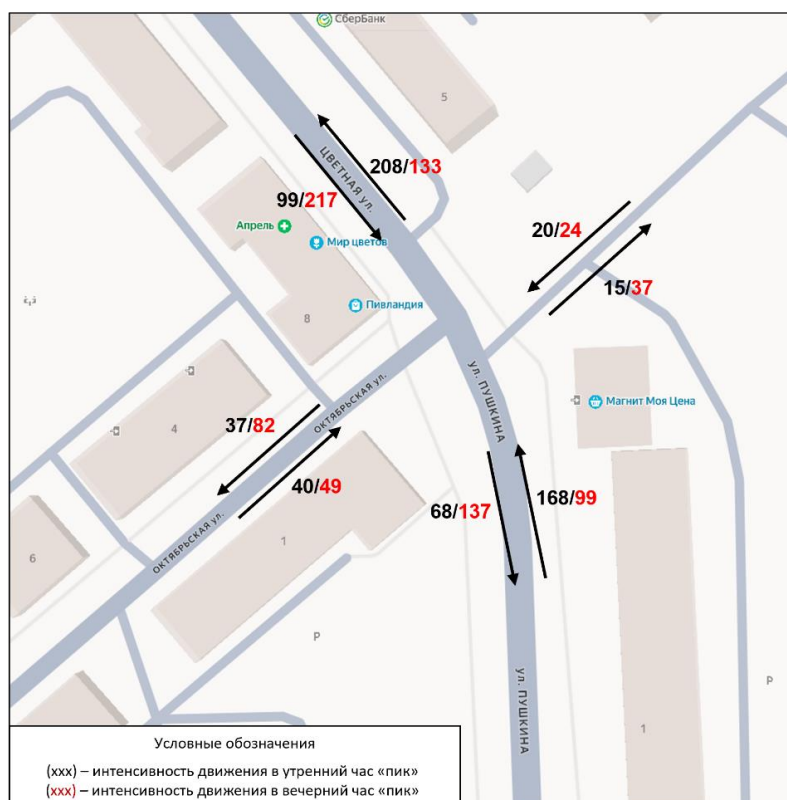 СберБанк
5
ЦВЕТНАЯ УЛ.
208/133
99/217
Апрель
Мир цветов
20/24
15/37
Пивландия
8
ул. ПУШКИНА
ОКТЯБРЬСКАЯ ул.
Магнит Моя Цена
37/82
4
40/49
68/137
168/99
1
6
ОКТЯБРЬСКАЯ ул.
P
P
ул. ПУШКИНА
1
Условные обозначения
(xxx) – интенсивность движения в утренний час «пик»
(xxx) – интенсивность движения в вечерний час «пик»